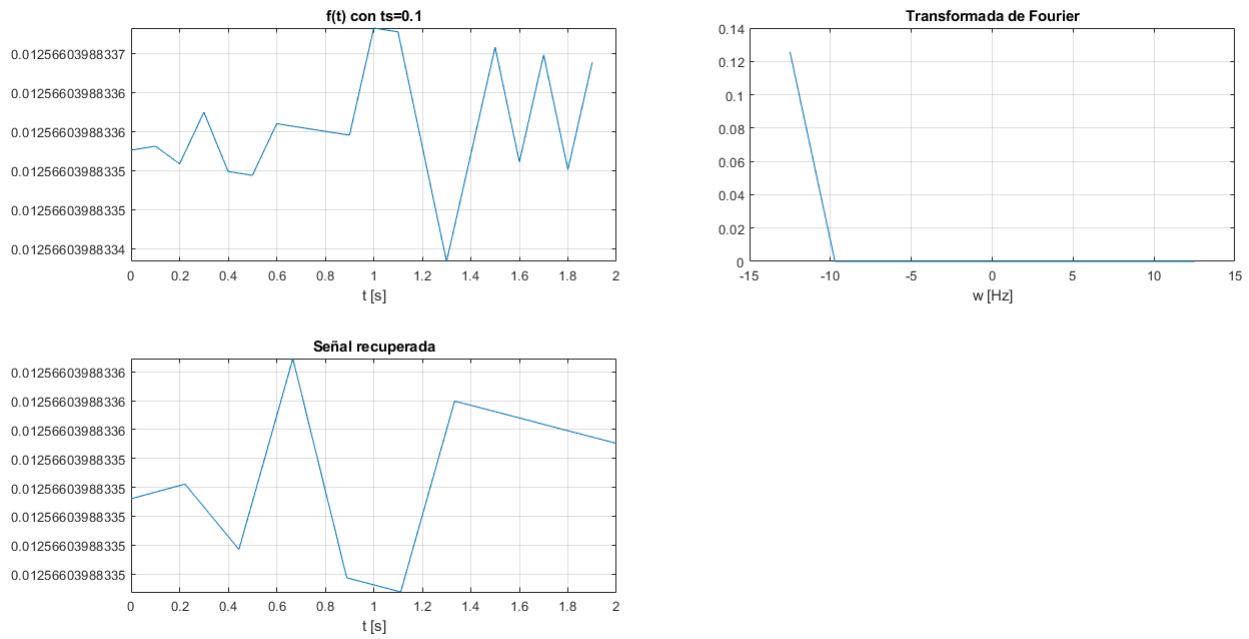 f(t) con ts=0.1
0.01256603988337
0.01256603988336
0.01256603988336
0.01256603988335
0.01256603988335
0.01256603988334
0 0.2 0.4 0.6 0.8 1 1.2 1.4 1.6 1.8 2
t [s]
Transformada de Fourier
0.14
0.12
0.1
0.08
0.06
0.04
0.02
0
-15 -10 -5 0 5 10 15
w [Hz]
Señal recuperada
0.01256603988336
0.01256603988336
0.01256603988336
0.01256603988335
0.01256603988335
0.01256603988335
0.01256603988335
0.01256603988335
0 0.2 0.4 0.6 0.8 1 1.2 1.4 1.6 1.8 2
t [s]